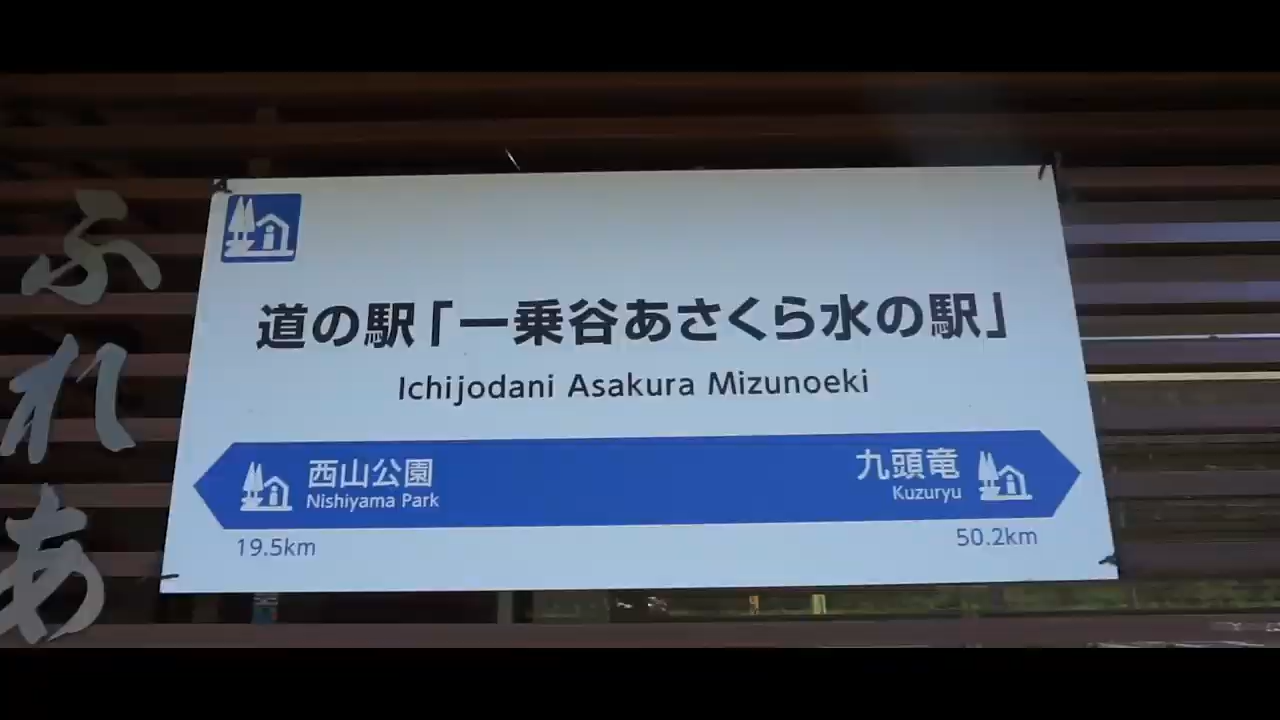 ふれあ
道の駅「一乗谷あさくら水の駅」
Ichijodani Asakura Mizunoeki
西山公園
Nishiyama Park
九頭竜
Kuzuryu
19.5km
50.2km